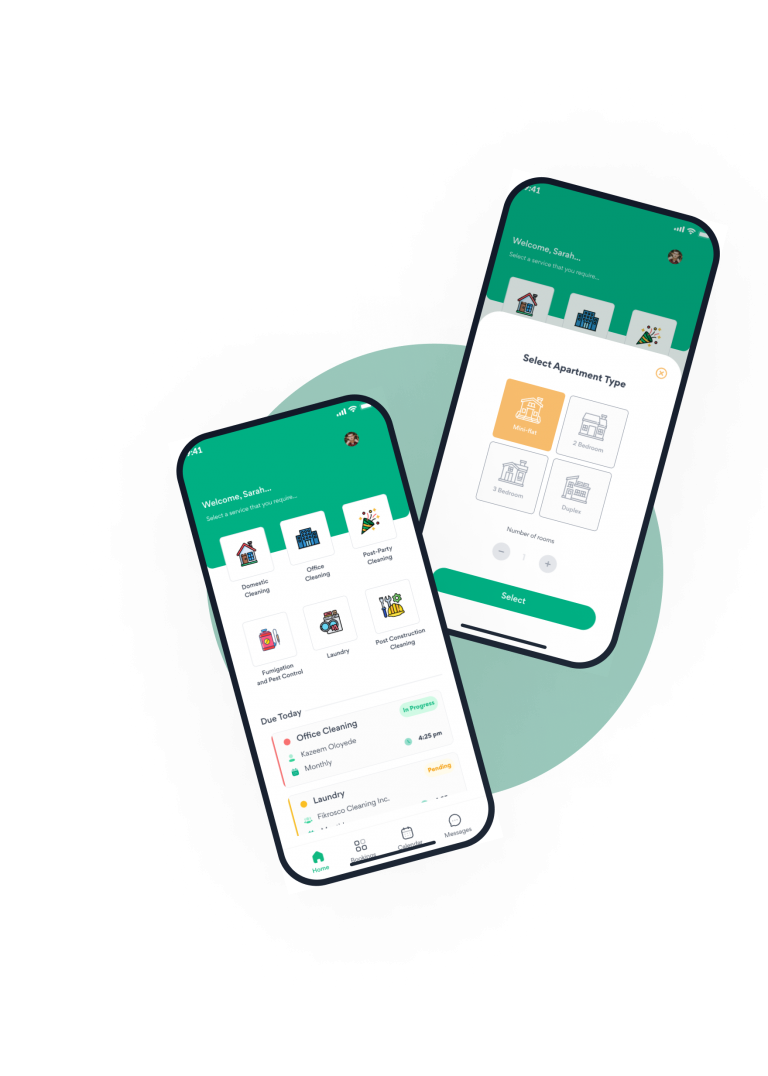 9:41
Welcome, Sarah...
Select a service that you require...
Domestic
Cleaning
Office
Cleaning
Post-Party
Cleaning
Fumigation
and Pest Control
Laundry
Post Construction
Cleaning
Due Today
Office Cleaning
In Progress
Kazeem Oloyede
4:25 pm
Monthly
Laundry
Pending
Fikrosco Cleaning Inc.
Home
Bookings
Calendar
Messages
9:41
Welcome, Sarah...
Select a service that you require...
Select Apartment Type
Mini-flat
2 Bedroom
3 Bedroom
Duplex
Number of rooms
Select